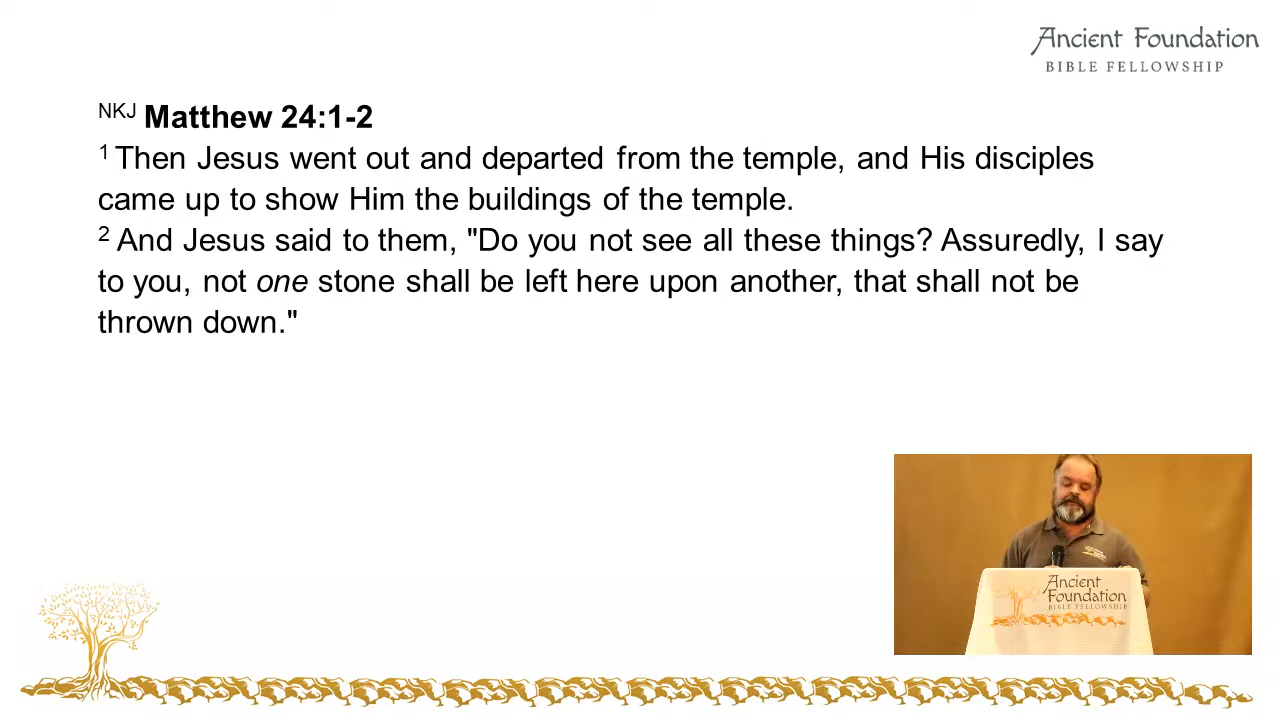 Ancient Foundation
BIBLE FELLOWSHIP
NKJ Matthew 24:1-2
1 Then Jesus went out and departed from the temple, and His disciples
came up to show Him the buildings of the temple.
2 And Jesus said to them, "Do you not see all these things? Assuredly, I say
to you, not one stone shall be left here upon another, that shall not be
thrown down."
Ancient
Foundation
BIBLE FELLOWSHIP